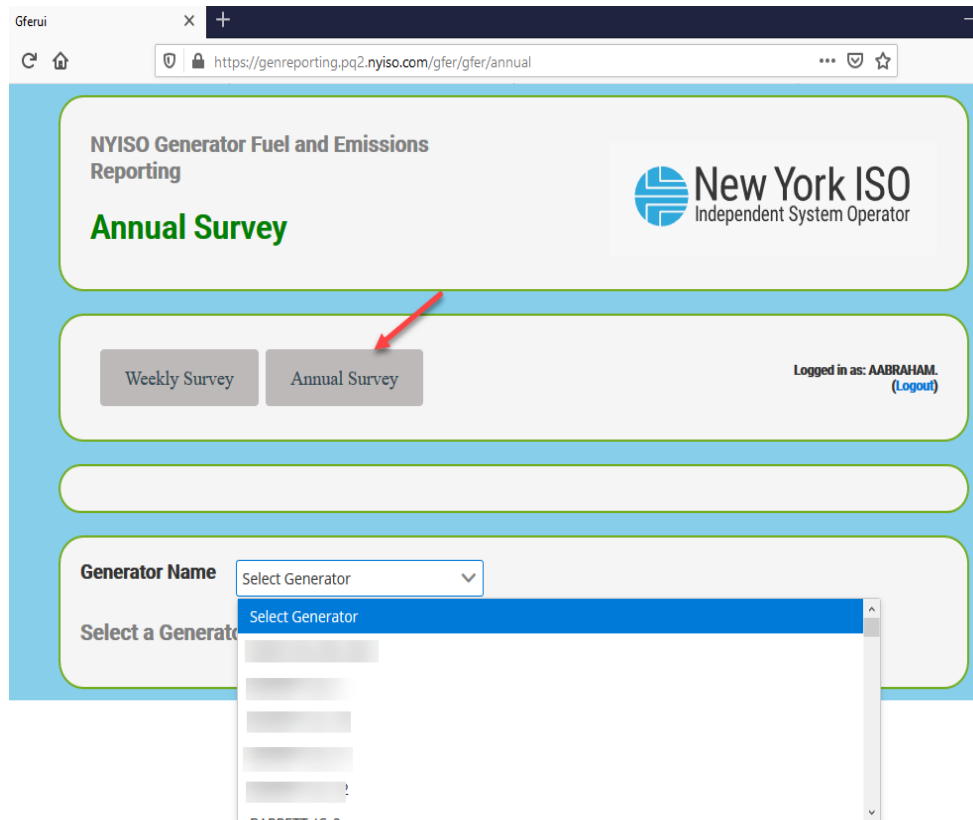 Gferui
https://genreporting.pq2.nyiso.com/gfer/gfer/annual
NYISO Generator Fuel and Emissions
Reporting
Annual Survey
New York ISO
Independent System Operator
Weekly Survey
Annual Survey
Logged in as: AABRAHAM.
(Logout)
Generator Name
Select Generator
Select Generator
Select a
2